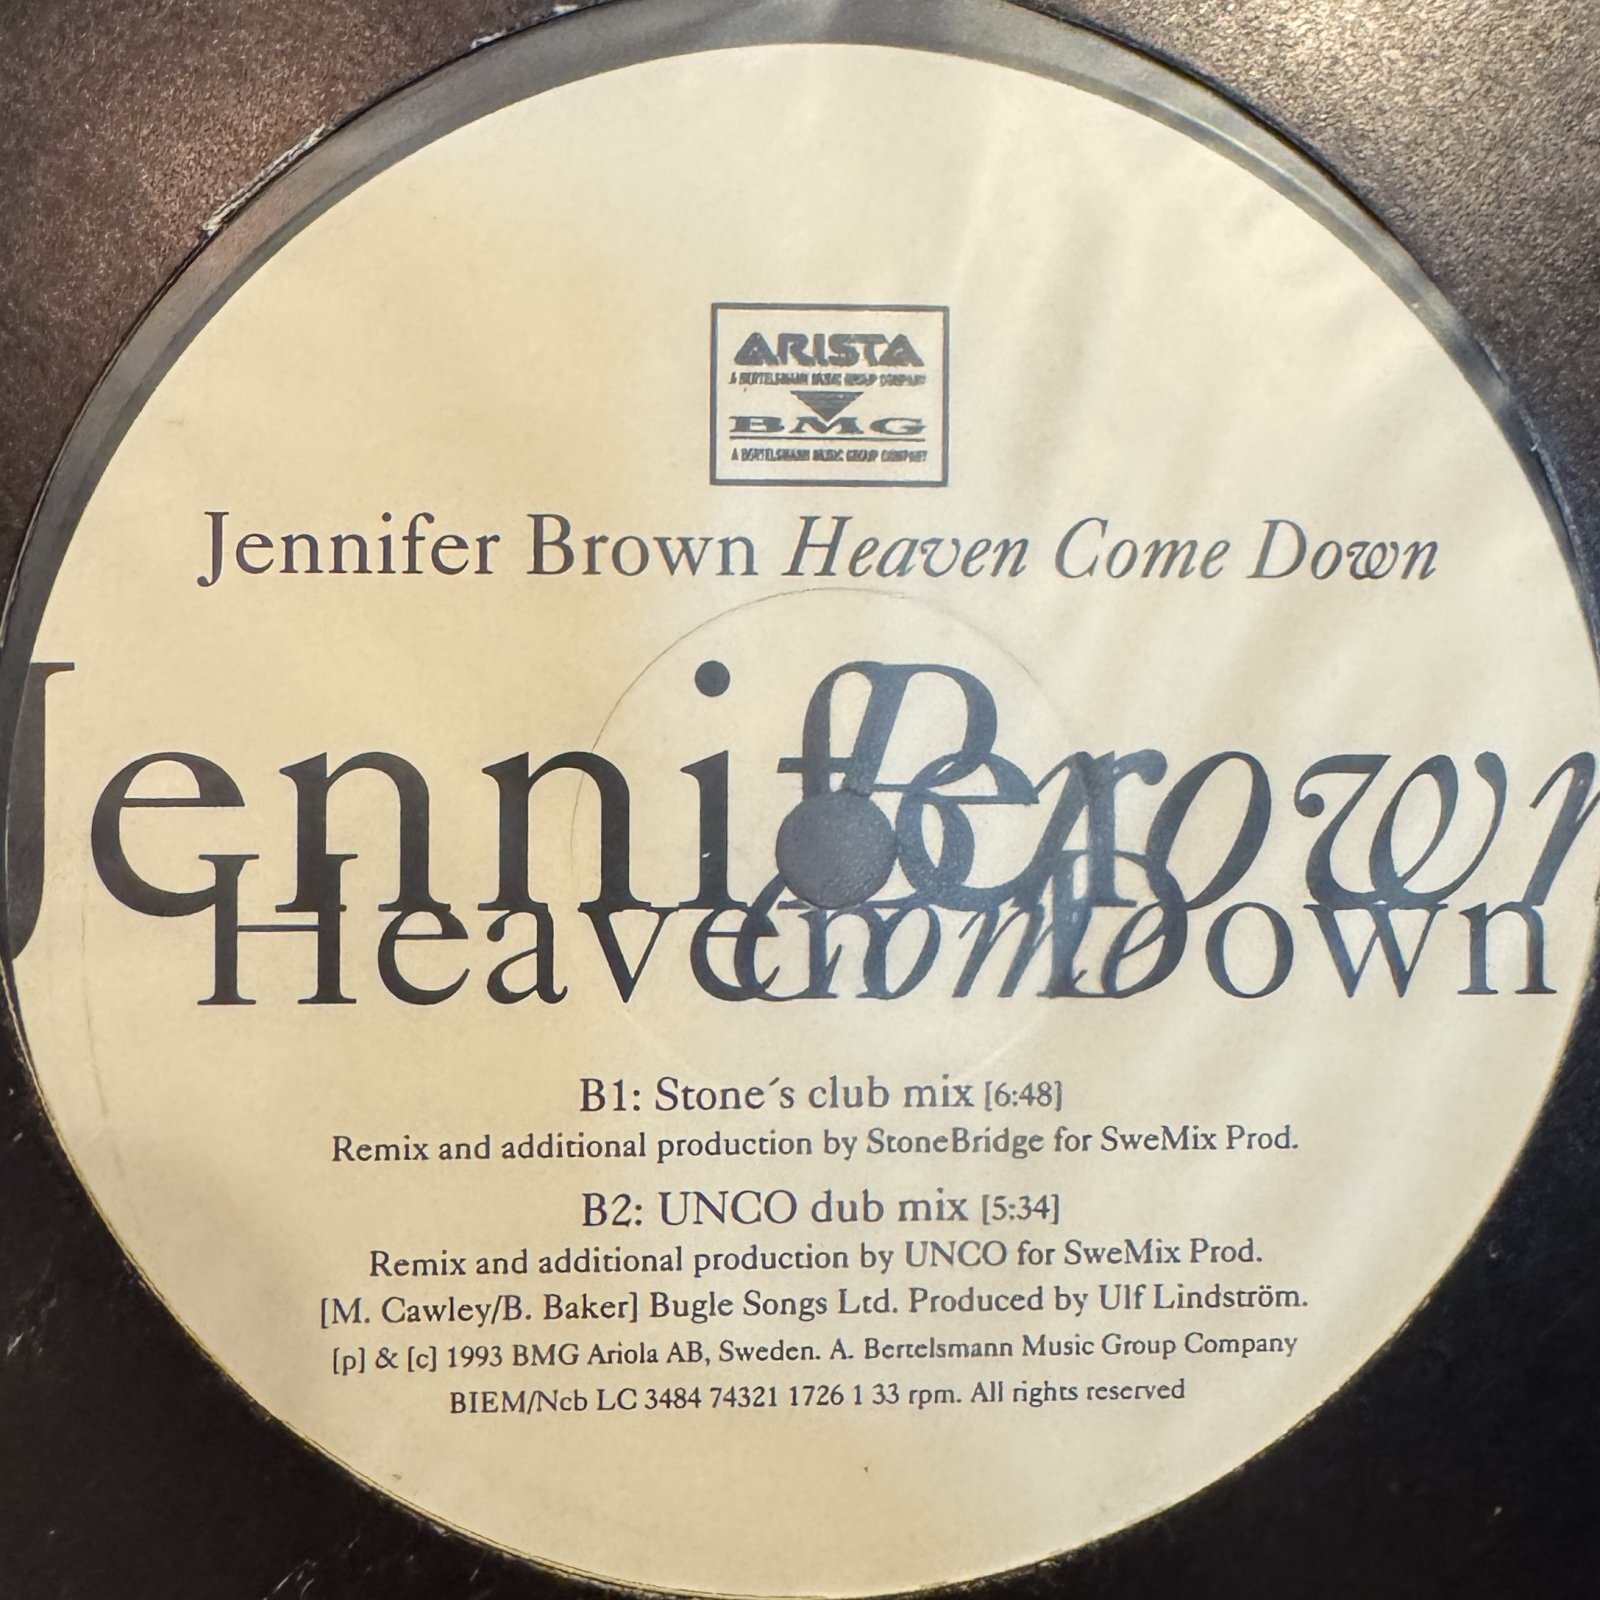 ARISTA
A BERTELSMANN MUSIC GROUP COMPANY
BMG
A BERTELSMANN MUSIC GROUP COMPANY
Jennifer Brown Heaven Come Down
Jennifer Brown
Heaven Come Down
B1: Stone´s club mix [6:48]
Remix and additional production by StoneBridge for SweMix Prod.
B2: UNCO dub mix [5:34]
Remix and additional production by UNCO for SweMix Prod.
[M. Cawley/B. Baker] Bugle Songs Ltd. Produced by Ulf Lindström.
[p] & [c] 1993 BMG Ariola AB, Sweden. A. Bertelsmann Music Group Company
BIEM/Ncb LC 3484 74321 1726 1 33 rpm. All rights reserved